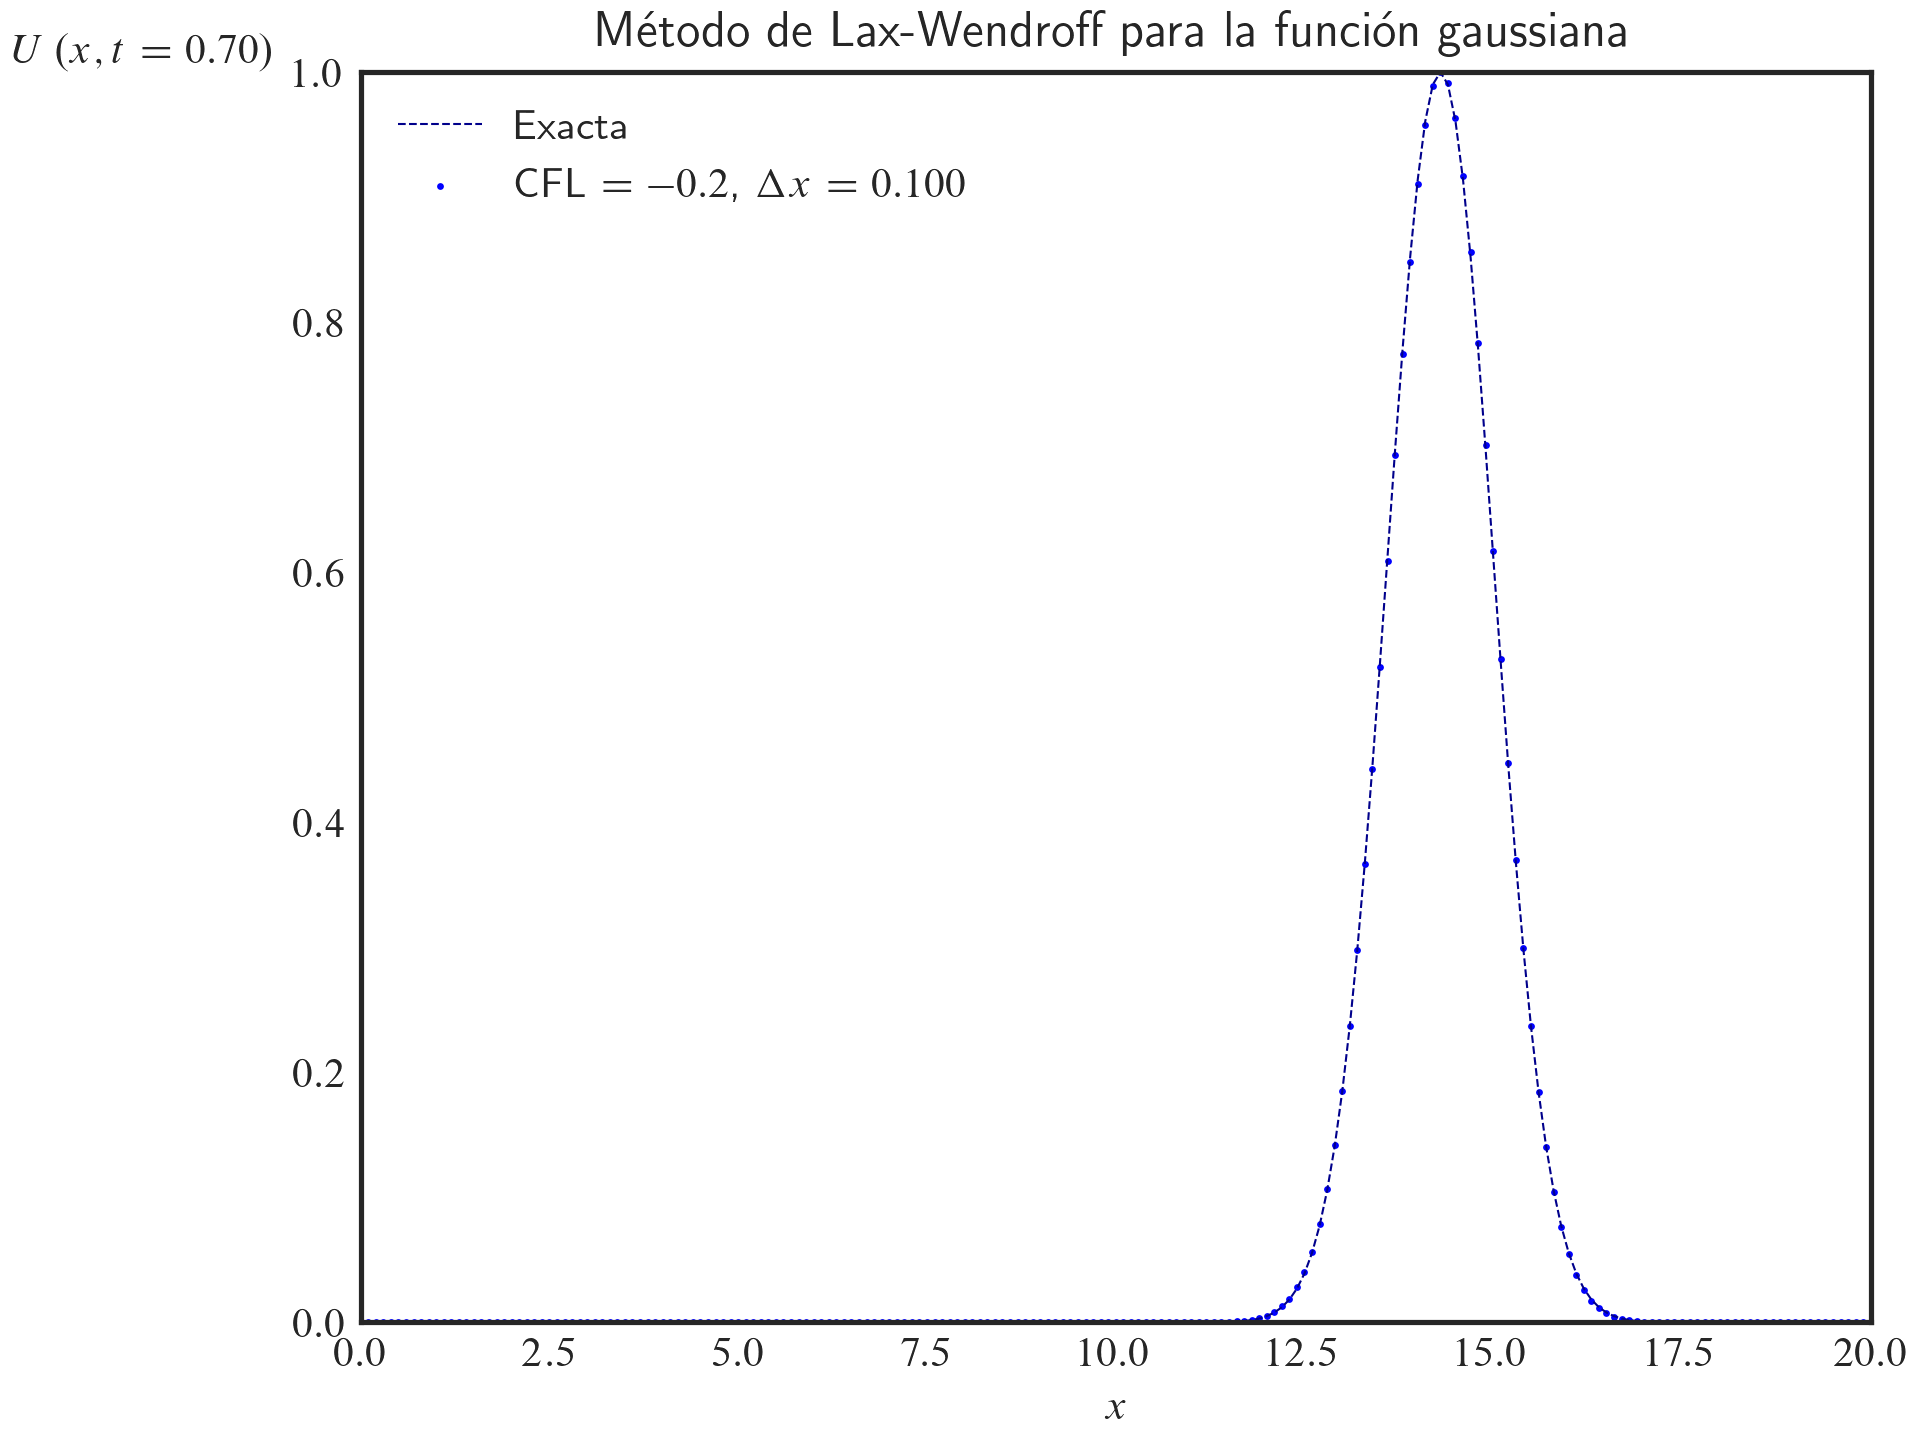 Método de Lax-Wendroff para la función gaussiana
U (x, t = 0.70)
Exacta
CFL = −0.2, Δx = 0.100
1.0
0.8
0.6
0.4
0.2
0.0
0.0 2.5 5.0 7.5 10.0 12.5 15.0 17.5 20.0
x